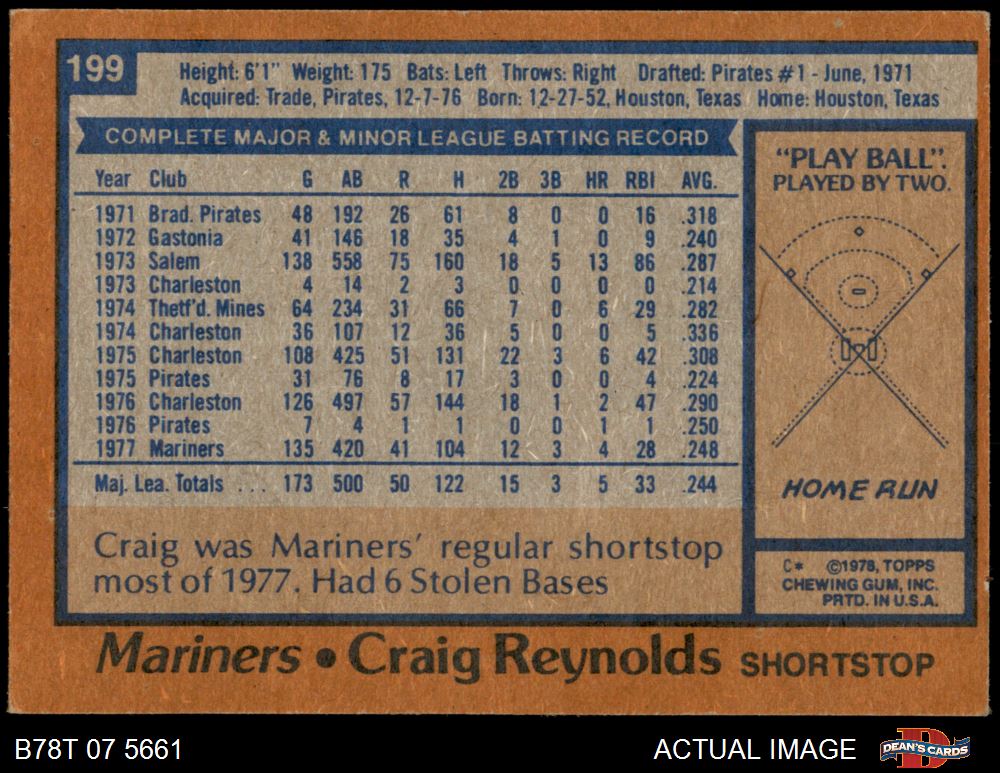 199
Height: 6'1" Weight: 175 Bats: Left Throws: Right Drafted: Pirates #1 - June, 1971
Acquired: Trade, Pirates, 12-7-76 Born: 12-27-52, Houston, Texas Home: Houston, Texas
COMPLETE MAJOR & MINOR LEAGUE BATTING RECORD
Year Club G AB R H 2B 3B HR RBI AVG.
1971 Brad. Pirates 48 192 26 61 8 0 0 16 .318
1972 Gastonia 41 146 18 35 4 1 0 9 .240
1973 Salem 138 558 75 160 18 5 13 86 .287
1973 Charleston 4 14 2 3 0 0 0 0 .214
1974 Thetf'd. Mines 64 234 31 66 7 0 6 29 .282
1974 Charleston 36 107 12 36 5 0 0 5 .336
1975 Charleston 108 425 51 131 22 3 6 42 .308
1975 Pirates 31 76 8 17 3 0 0 4 .224
1976 Charleston 126 497 57 144 18 1 2 47 .290
1976 Pirates 7 4 1 1 0 0 1 1 .250
1977 Mariners 135 420 41 104 12 3 4 28 .248
Maj. Lea. Totals ... 173 500 50 122 15 3 5 33 .244
Craig was Mariners' regular shortstop
most of 1977. Had 6 Stolen Bases
"PLAY BALL".
PLAYED BY TWO.
HOME RUN
C* ©1978, TOPPS
CHEWING GUM, INC.
PRTD. IN U.S.A.
Mariners • Craig Reynolds SHORTSTOP
B78T 07 5661
ACTUAL IMAGE
DEAN'S CARDS